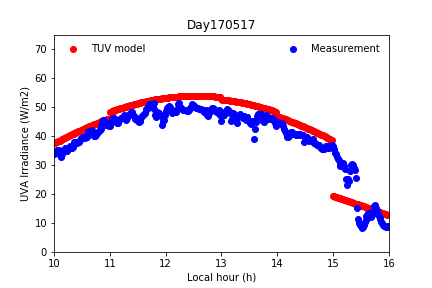 Day170517
TUV model
Measurement
UVA Irradiance (W/m2)
70
60
50
40
30
20
10
0
10 11 12 13 14 15 16
Local hour (h)